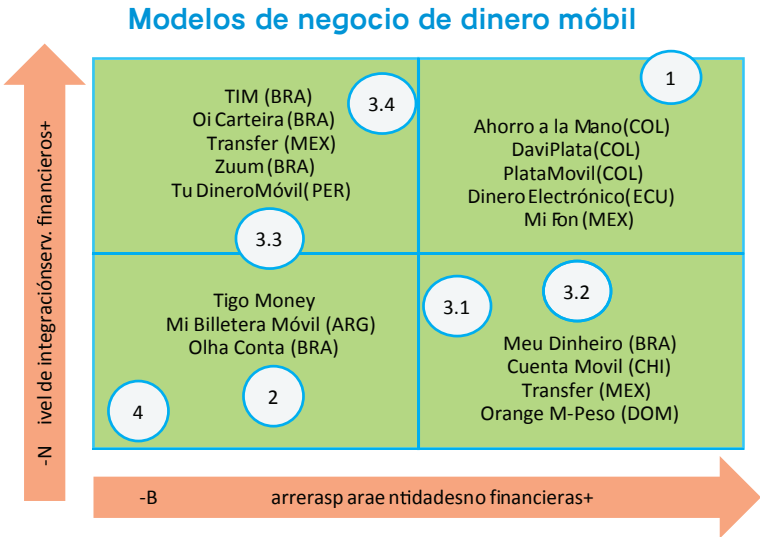 Modelos de negocio de dinero móbil
-N ivel de integraciónserv. financieros+
TIM (BRA)
Oi Carteira (BRA)
Transfer (MEX)
Zuum (BRA)
Tu DineroMóvil( PER)
3.4
3.3
1
Ahorro a la Mano(COL)
DaviPlata(COL)
PlataMovil(COL)
Dinero Electrónico( ECU)
Mi Fon (MEX)
Tigo Money
Mi Billetera Móvil (ARG)
Olha Conta (BRA)
4
2
3.1
3.2
Meu Dinheiro (BRA)
Cuenta Movil (CHI)
Transfer (MEX)
Orange M-Peso (DOM)
-B arrerasp arae ntidadesno financieras+